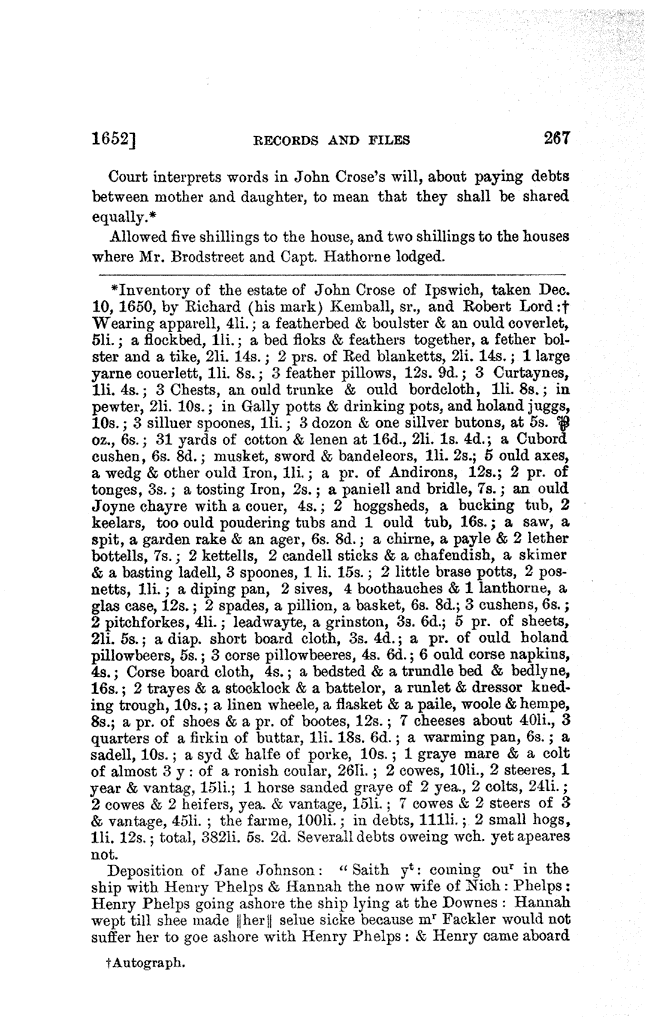 1652] RECORDS AND FILES 267
Court interprets words in John Crose's will, about paying debts
between mother and daughter, to mean that they shall be shared
equally.*
Allowed five shillings to the house, and two shillings to the houses
where Mr. Brodstreet and Capt. Hathorne lodged.
*Inventory of the estate of John Crose of Ipswich, taken Dec.
10, 1650, by Richard (his mark) Kemball, sr., and Robert Lord:†
Wearing apparell, 4li.; a featherbed & boulster & an ould coverlet,
5li.; a flockbed, 1li.; a bed floks & feathers together, a fether bol-
ster and a tike, 2li. 14s.; 2 prs. of Red blanketts, 2li. 14s.; 1 large
yarne couerlett, 1li. 8s.; 3 feather pillows, 12s. 9d.; 3 Curtaynes,
1li. 4s.; 3 Chests, an ould trunke & ould bordcloth, 1li. 8s.; in
pewter, 2li. 10s.; in Gally potts & drinking pots, and holand juggs,
10s.; 3 silluer spoones, 1li.; 3 dozon & one sillver butons, at 5s. ⅌
oz., 6s.; 31 yards of cotton & lenen at 16d., 2li. 1s. 4d.; a Cubord
cushen, 6s. 8d.; musket, sword & bandeleors, 1li. 2s.; 5 ould axes,
a wedg & other ould Iron, 1li.; a pr. of Andirons, 12s.; 2 pr. of
tonges, 3s.; a tosting Iron, 2s.; a paniell and bridle, 7s.; an ould
Joyne chayre with a couer, 4s.; 2 hoggsheds, a bucking tub, 2
keelars, too ould poudering tubs and 1 ould tub, 16s.; a saw, a
spit, a garden rake & an ager, 6s. 8d.; a chirne, a payle & 2 lether
bottells, 7s.; 2 kettells, 2 candell sticks & a chafendish, a skimer
& a basting ladell, 3 spoones, 1 li. 15s.; 2 little brase potts, 2 pos-
netts, 1li.; a diping pan, 2 sives, 4 boothauches & 1 lanthorne, a
glas case, 12s.; 2 spades, a pillion, a basket, 6s. 8d.; 3 cushens, 6s.;
2 pitchforkes, 4li.; leadwayte, a grinston, 3s. 6d.; 5 pr. of sheets,
2li. 5s.; a diap. short board cloth, 3s. 4d.; a pr. of ould holand
pillowbeers, 5s.; 3 corse pillowbeeres, 4s. 6d.; 6 ould corse napkins,
4s.; Corse board cloth, 4s.; a bedsted & a trundle bed & bedlyne,
16s.; 2 trayes & a stocklock & a battelor, a runlet & dressor kned-
ing trough, 10s.; a linen wheele, a flasket & a paile, woole & hempe,
8s.; a pr. of shoes & a pr. of bootes, 12s.; 7 cheeses about 40li., 3
quarters of a firkin of buttar, 1li. 18s. 6d.; a warming pan, 6s.; a
sadell, 10s.; a syd & halfe of porke, 10s.; 1 graye mare & a colt
of almost 3 y: of a ronish coular, 26li.; 2 cowes, 10li., 2 steeres, 1
year & vantag, 15li.; 1 horse sanded graye of 2 yea., 2 colts, 24li.;
2 cowes & 2 heifers, yea. & vantage, 15li.; 7 cowes & 2 steers of 3
& vantage, 45li.; the farme, 100li.; in debts, 111li.; 2 small hogs,
1li. 12s.; total, 382li. 5s. 2d. Severall debts oweing wch. yet apeares
not.
Deposition of Jane Johnson: "Saith yᵗ: coming ouʳ in the
ship with Henry Phelps & Hannah the now wife of Nich: Phelps:
Henry Phelps going ashore the ship lying at the Downes: Hannah
wept till shee made ‖her‖ selue sicke because mʳ Fackler would not
suffer her to goe ashore with Henry Phelps: & Henry came aboard
†Autograph.